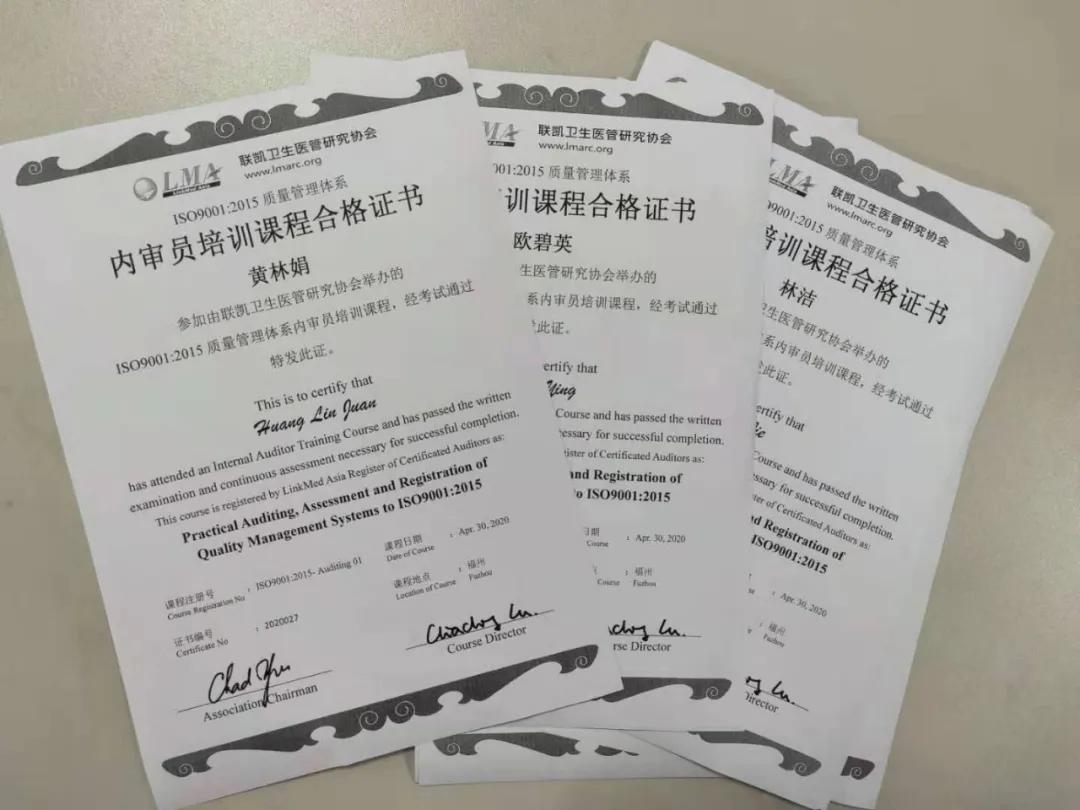 LMA
LinkMed Asia
联凯卫生医管研究协会
www.lmarc.org
ISO9001:2015 质量管理体系
内审员培训课程合格证书
黄林娟
参加由联凯卫生医管研究协会举办的
ISO9001:2015 质量管理体系内审员培训课程，经考试通过
特发此证。
This is to certify that
Huang Lin Juan
has attended an Internal Auditor Training Course and has passed the written
examination and continuous assessment necessary for successful completion.
This course is registered by LinkMed Asia Register of Certificated Auditors as:
Practical Auditing, Assessment and Registration of
Quality Management Systems to ISO9001:2015
课程注册号
Course Registration No
: ISO9001:2015- Auditing 01
课程日期
Date of Course
: Apr. 30, 2020
证书编号
Certificate No
: 2020027
课程地点
Location of Course
: 福州
Fuzhou
Association Chairman
Course Director
MA
联凯卫生医管研究协会
www.lmarc.org
001:2015 质量管理体系
训课程合格证书
欧碧英
生医管研究协会举办的
系内审员培训课程，经考试通过
此证。
ertify that
Ying
Course and has passed the written
essary for successful completion.
ister of Certificated Auditors as:
and Registration of
to ISO9001:2015
日期
Course
: Apr. 30, 2020
: 福州
Course
Fuzhou
rse Director
LMA
联凯卫生医管研究协会
www.lmarc.org
9001:2015 质量管理体系
培训课程合格证书
林洁
卫生医管研究协会举办的
系内审员培训课程，经考试通过
此证。
ertify that
Jie
Course and has passed the written
essary for successful completion.
er of Certificated Auditors as:
nd Registration of
ISO9001:2015
: Apr. 30, 2020
: 福州
Fuzhou
Director